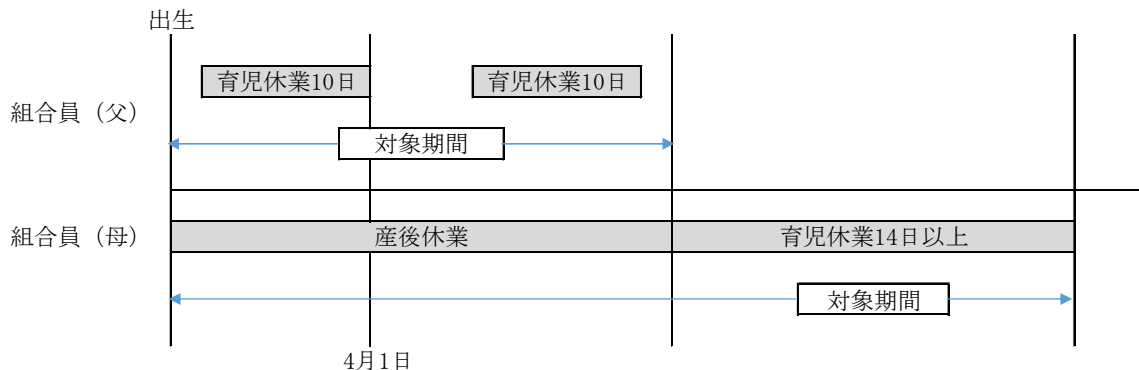 出生
育児休業10日 育児休業10日
組合員（父）
対象期間
組合員（母） 産後休業 育児休業14日以上
対象期間
4月1日